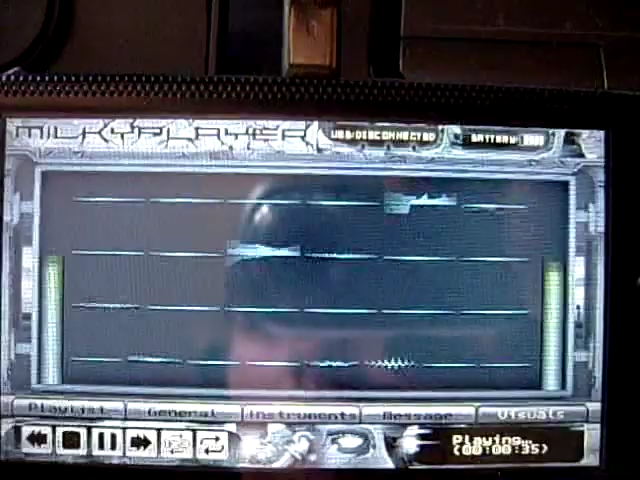 MILKYPLAYER
USB:DISCONNECTED
BATTERY:
Playlist
General
Instruments
Message
Visuals
Playing...
(00:00:35)